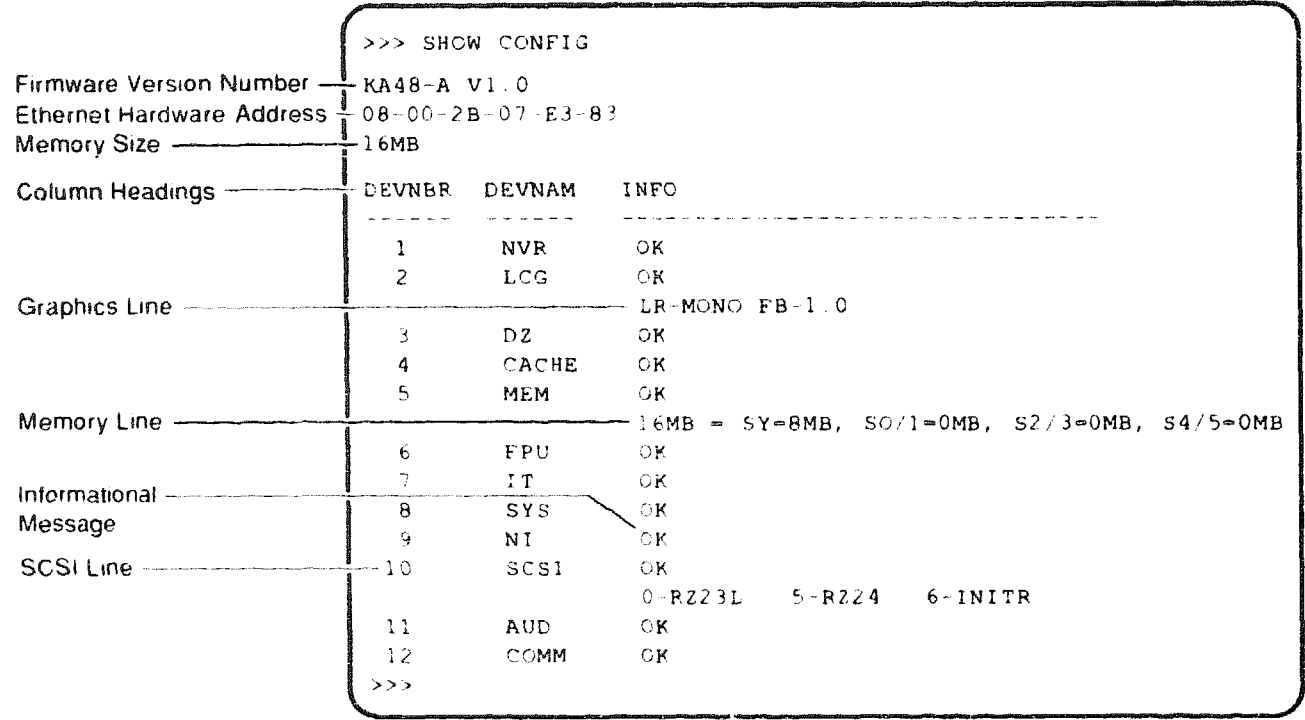 >>> SHOW CONFIG
Firmware Version Number KA48-A V1.0
Ethernet Hardware Address 08-00-2B-07-E3-83
Memory Size 16MB
Column Headings DEVNBR DEVNAM INFO
------ ------ --------------------------------
1 NVR OK
2 LCG OK
Graphics Line LR-MONO FB-1.0
3 DZ OK
4 CACHE OK
5 MEM OK
Memory Line 16MB = SY=8MB, S0/1=0MB, S2/3=0MB, S4/5=0MB
6 FPU OK
7 IT OK
Informational
Message
8 SYS OK
9 NI OK
SCSI Line 10 SCSI OK
0-RZ23L 5-RZ24 6-INITR
11 AUD OK
12 COMM OK
>>>